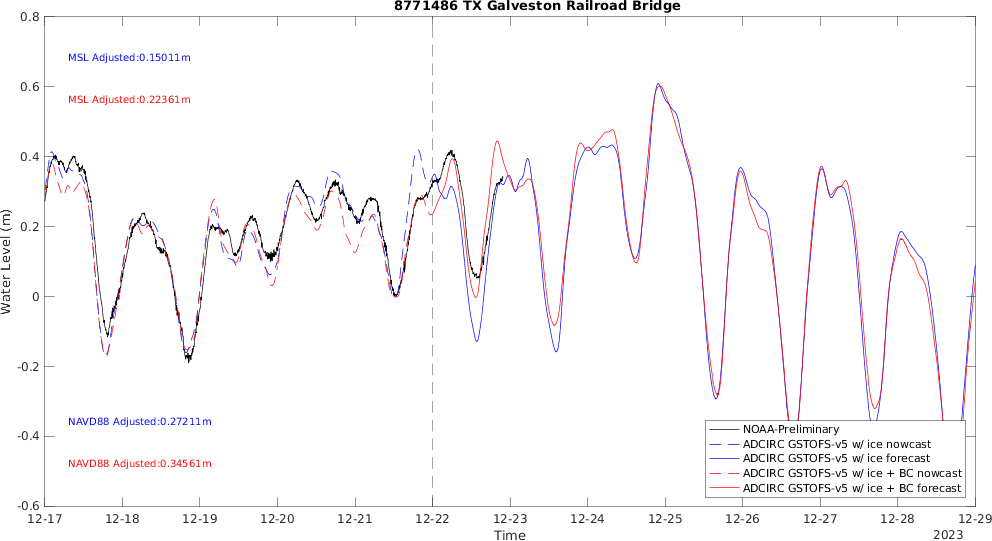 8771486 TX Galveston Railroad Bridge
0.8
MSL Adjusted:0.15011m
0.6
MSL Adjusted:0.22361m
0.4
0.2
Water Level (m)
0
-0.2
NAVD88 Adjusted:0.27211m
-0.4
NAVD88 Adjusted:0.34561m
-0.6
NOAA-Preliminary
ADCIRC GSTOFS-v5 w/ ice nowcast
ADCIRC GSTOFS-v5 w/ ice forecast
ADCIRC GSTOFS-v5 w/ ice + BC nowcast
ADCIRC GSTOFS-v5 w/ ice + BC forecast
12-17 12-18 12-19 12-20 12-21 12-22 12-23 12-24 12-25 12-26 12-27 12-28 12-29
Time
2023